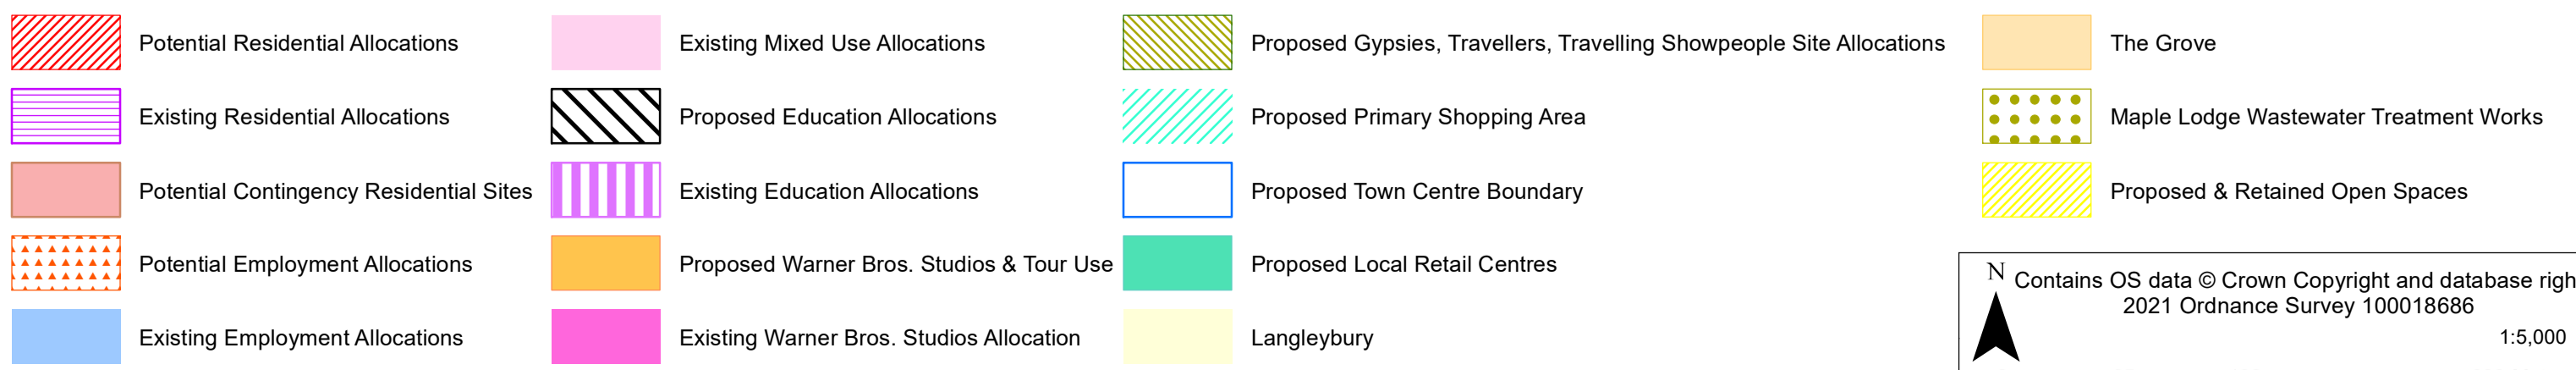 Potential Residential Allocations
Existing Residential Allocations
Potential Contingency Residential Sites
Potential Employment Allocations
Existing Employment Allocations
Existing Mixed Use Allocations
Proposed Education Allocations
Existing Education Allocations
Proposed Warner Bros. Studios & Tour Use
Existing Warner Bros. Studios Allocation
Proposed Gypsies, Travellers, Travelling Showpeople Site Allocations
Proposed Primary Shopping Area
Proposed Town Centre Boundary
Proposed Local Retail Centres
Langleybury
The Grove
Maple Lodge Wastewater Treatment Works
Proposed & Retained Open Spaces
N
Contains OS data © Crown Copyright and database righ
2021 Ordnance Survey 100018686
1:5,000